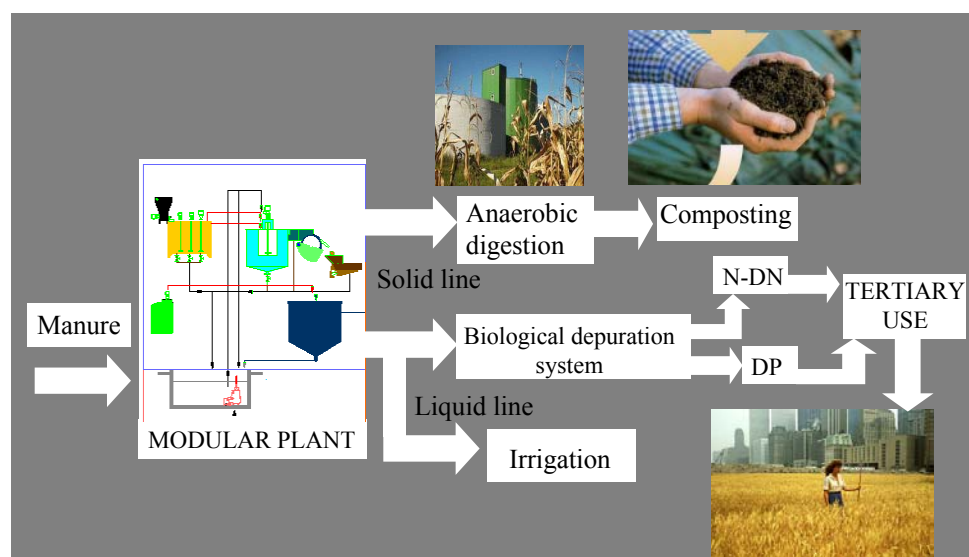 Anaerobic
digestion
Composting
Solid line
N-DN
TERTIARY
USE
Manure
Biological depuration
system
DP
Liquid line
MODULAR PLANT
Irrigation